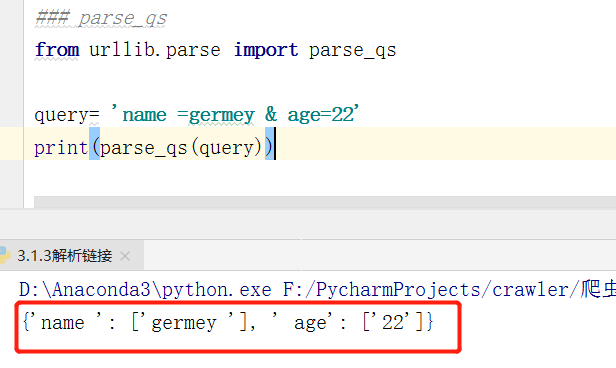 ### parse_qs
from urllib.parse import parse_qs
query= 'name =germey & age=22'
print(parse_qs(query))
3.1.3解析链接 ×
D:\Anaconda3\python.exe F:/PycharmProjects/crawler/爬虫
{'name ': ['germey '], ' age': ['22']}